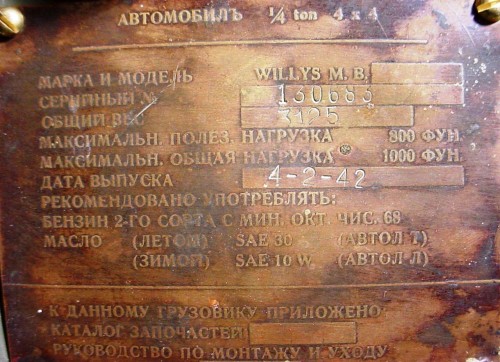 АВТОМОБИЛЪ 1/4 ton 4 x 4
МАРКА И МОДЕЛЬ WILLYS M. B.
СЕРИЙНЫЙ № 130683
ОБЩИЙ ВЕС 3125
МАКСИМАЛЬН. ПОЛЕЗ. НАГРУЗКА 800 ФУН.
МАКСИМАЛЬН. ОБЩАЯ НАГРУЗКА 1000 ФУН.
ДАТА ВЫПУСКА 4-2-42
РЕКОМЕНДОВАНО УПОТРЕБЛЯТЬ:
БЕНЗИН 2-ГО СОРТА С МИН. ОКТ. ЧИС. 68
МАСЛО (ЛЕТОМ) SAE 30 (АВТОЛ Т)
(ЗИМОЙ) SAE 10 W. (АВТОЛ Л)
К ДАННОМУ ГРУЗОВИКУ ПРИЛОЖЕНО
КАТАЛОГ ЗАПЧАСТЕЙ
РУКОВОДСТВО ПО МОНТАЖУ И УХОДУ